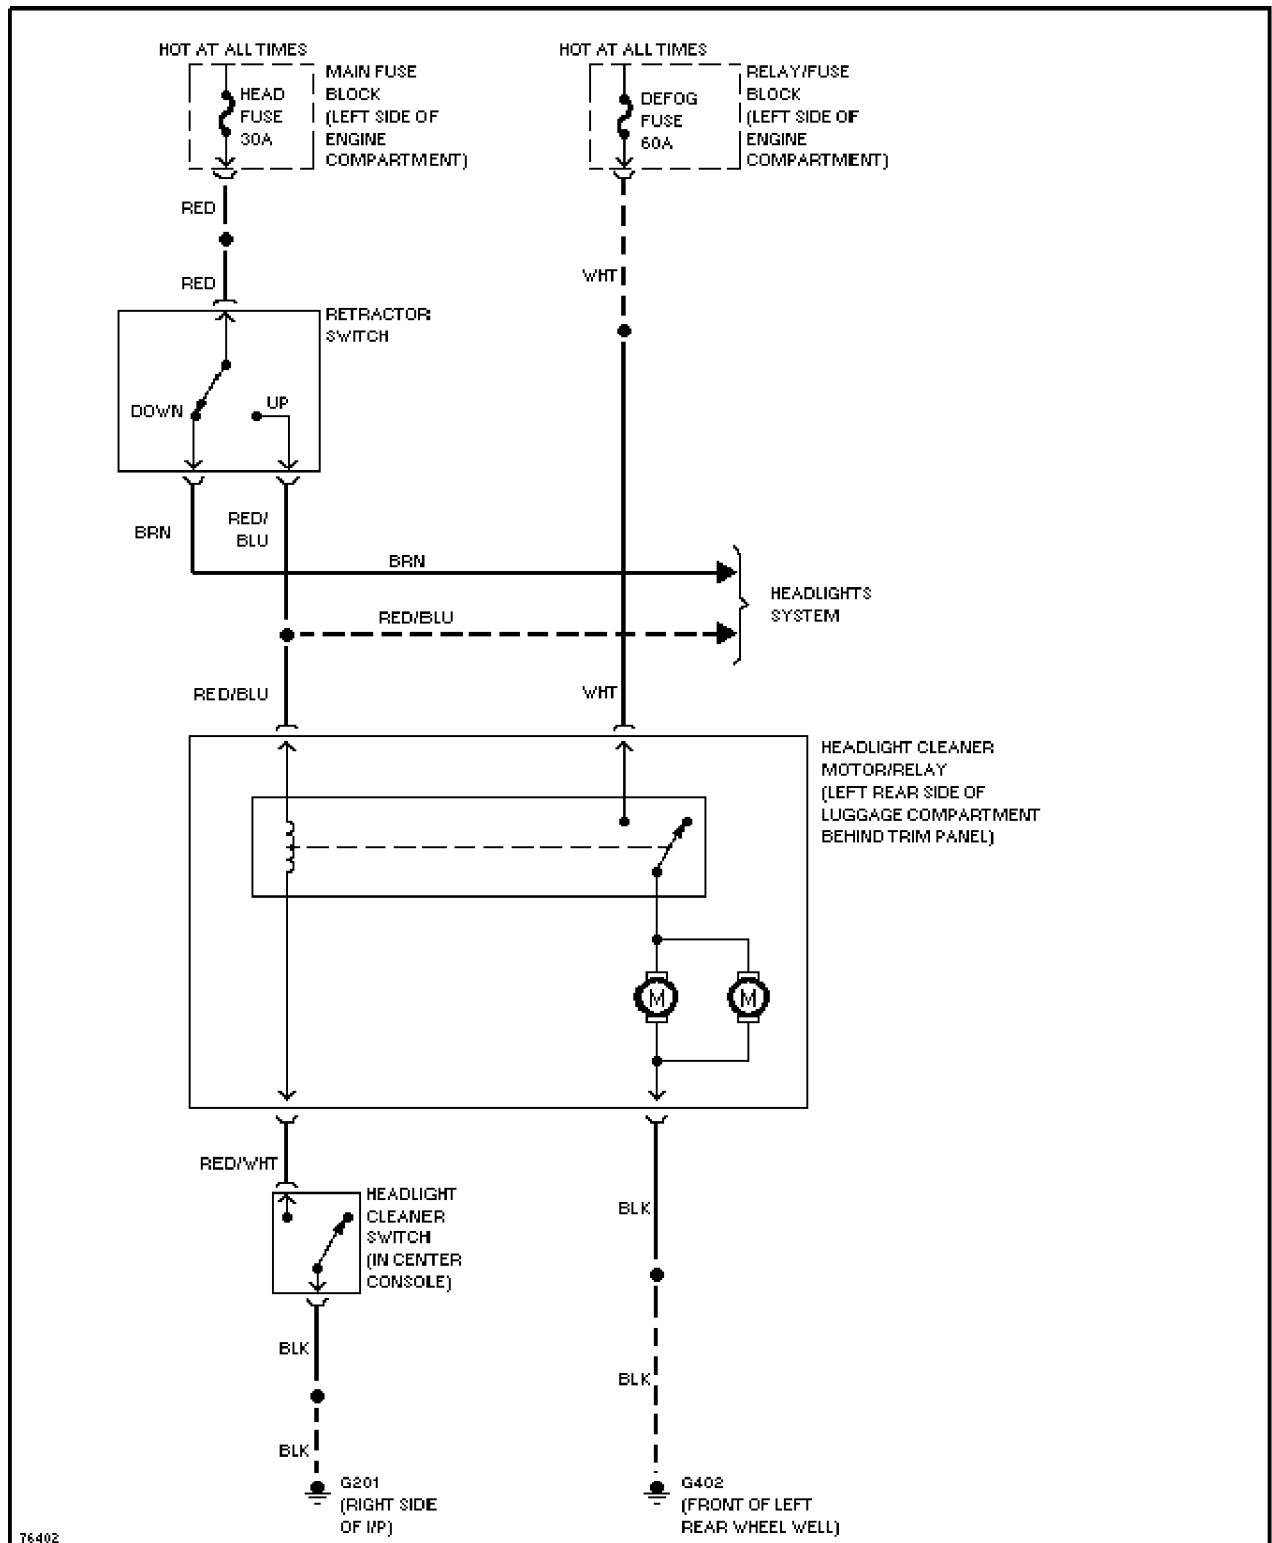 HOT AT ALL TIMES
HOT AT ALL TIMES
HEAD
FUSE
30A
MAIN FUSE
BLOCK
(LEFT SIDE OF
ENGINE
COMPARTMENT)
DEFOG
FUSE
60A
RELAY/FUSE
BLOCK
(LEFT SIDE OF
ENGINE
COMPARTMENT)
RED
RED
WHT
RETRACTOR
SWITCH
DOWN
UP
BRN
RED/
BLU
BRN
RED/BLU
HEADLIGHTS
SYSTEM
RED/BLU
WHT
HEADLIGHT CLEANER
MOTOR/RELAY
(LEFT REAR SIDE OF
LUGGAGE COMPARTMENT
BEHIND TRIM PANEL)
M
M
RED/WHT
HEADLIGHT
CLEANER
SWITCH
(IN CENTER
CONSOLE)
BLK
BLK
BLK
BLK
G201
(RIGHT SIDE
OF I/P)
G402
(FRONT OF LEFT
REAR WHEEL WELL)
76402